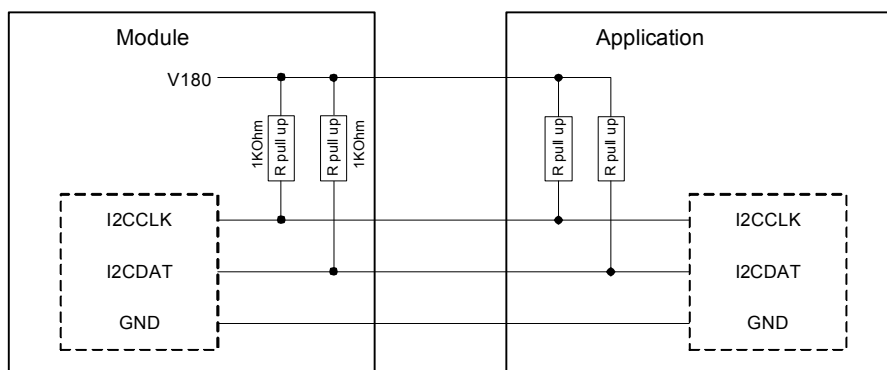 Module
Application
V180
1KOhm
R pull up
R pull up
1KOhm
R pull up
R pull up
I2CCLK
I2CCLK
I2CDAT
I2CDAT
GND
GND